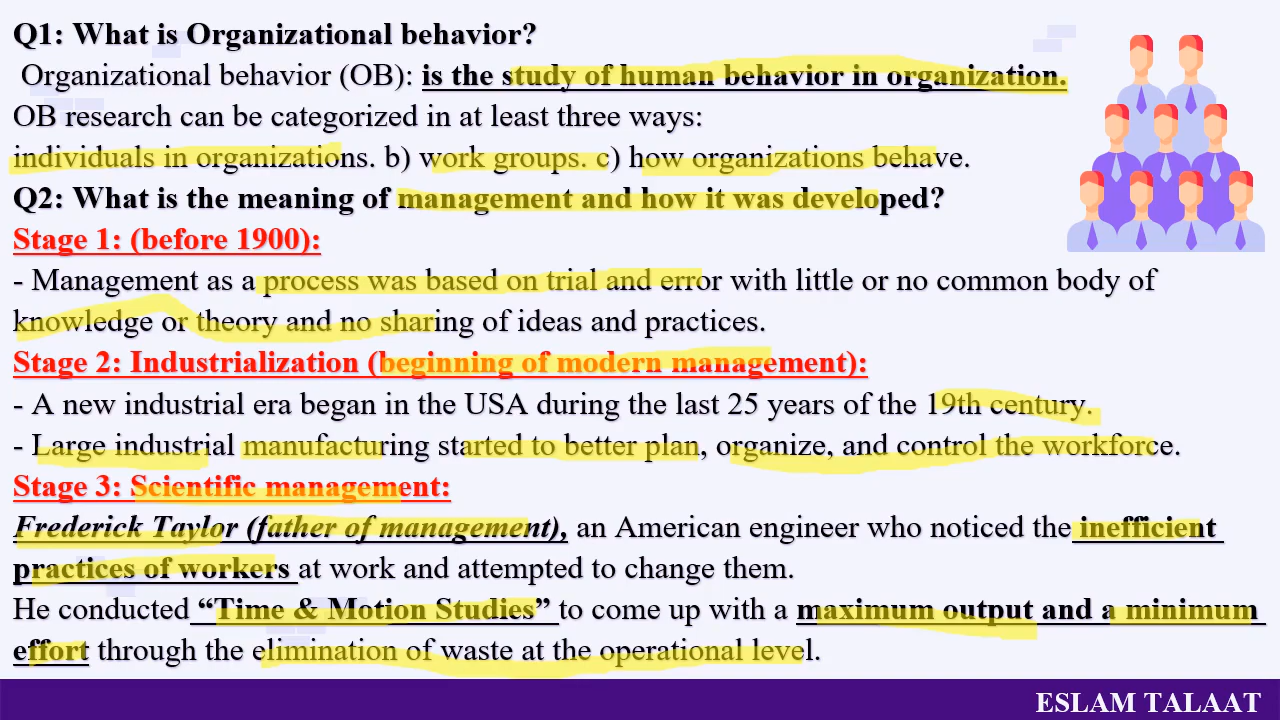 Q1: What is Organizational behavior?
Organizational behavior (OB): is the study of human behavior in organization.
OB research can be categorized in at least three ways:
individuals in organizations. b) work groups. c) how organizations behave.
Q2: What is the meaning of management and how it was developed?
Stage 1: (before 1900):
- Management as a process was based on trial and error with little or no common body of
knowledge or theory and no sharing of ideas and practices.
Stage 2: Industrialization (beginning of modern management):
- A new industrial era began in the USA during the last 25 years of the 19th century.
- Large industrial manufacturing started to better plan, organize, and control the workforce.
Stage 3: Scientific management:
Frederick Taylor (father of management), an American engineer who noticed the inefficient
practices of workers at work and attempted to change them.
He conducted “Time & Motion Studies” to come up with a maximum output and a minimum
effort through the elimination of waste at the operational level.
ESLAM TALAAT